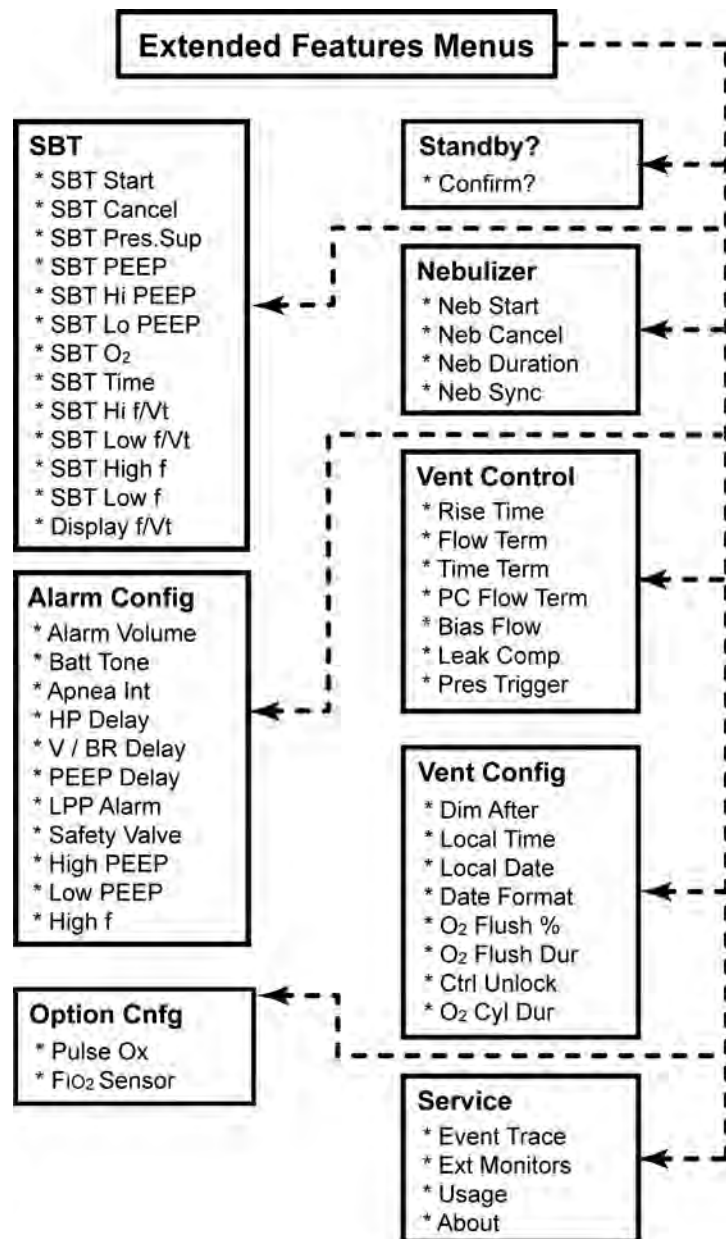 Extended Features Menus
SBT
* SBT Start
* SBT Cancel
* SBT Pres.Sup
* SBT PEEP
* SBT Hi PEEP
* SBT Lo PEEP
* SBT O₂
* SBT Time
* SBT Hi f/Vt
* SBT Low f/Vt
* SBT High f
* SBT Low f
* Display f/Vt
Alarm Config
* Alarm Volume
* Batt Tone
* Apnea Int
* HP Delay
* V / BR Delay
* PEEP Delay
* LPP Alarm
* Safety Valve
* High PEEP
* Low PEEP
* High f
Option Cnfg
* Pulse Ox
* FIO₂ Sensor
Standby?
* Confirm?
Nebulizer
* Neb Start
* Neb Cancel
* Neb Duration
* Neb Sync
Vent Control
* Rise Time
* Flow Term
* Time Term
* PC Flow Term
* Bias Flow
* Leak Comp
* Pres Trigger
Vent Config
* Dim After
* Local Time
* Local Date
* Date Format
* O₂ Flush %
* O₂ Flush Dur
* Ctrl Unlock
* O₂ Cyl Dur
Service
* Event Trace
* Ext Monitors
* Usage
* About